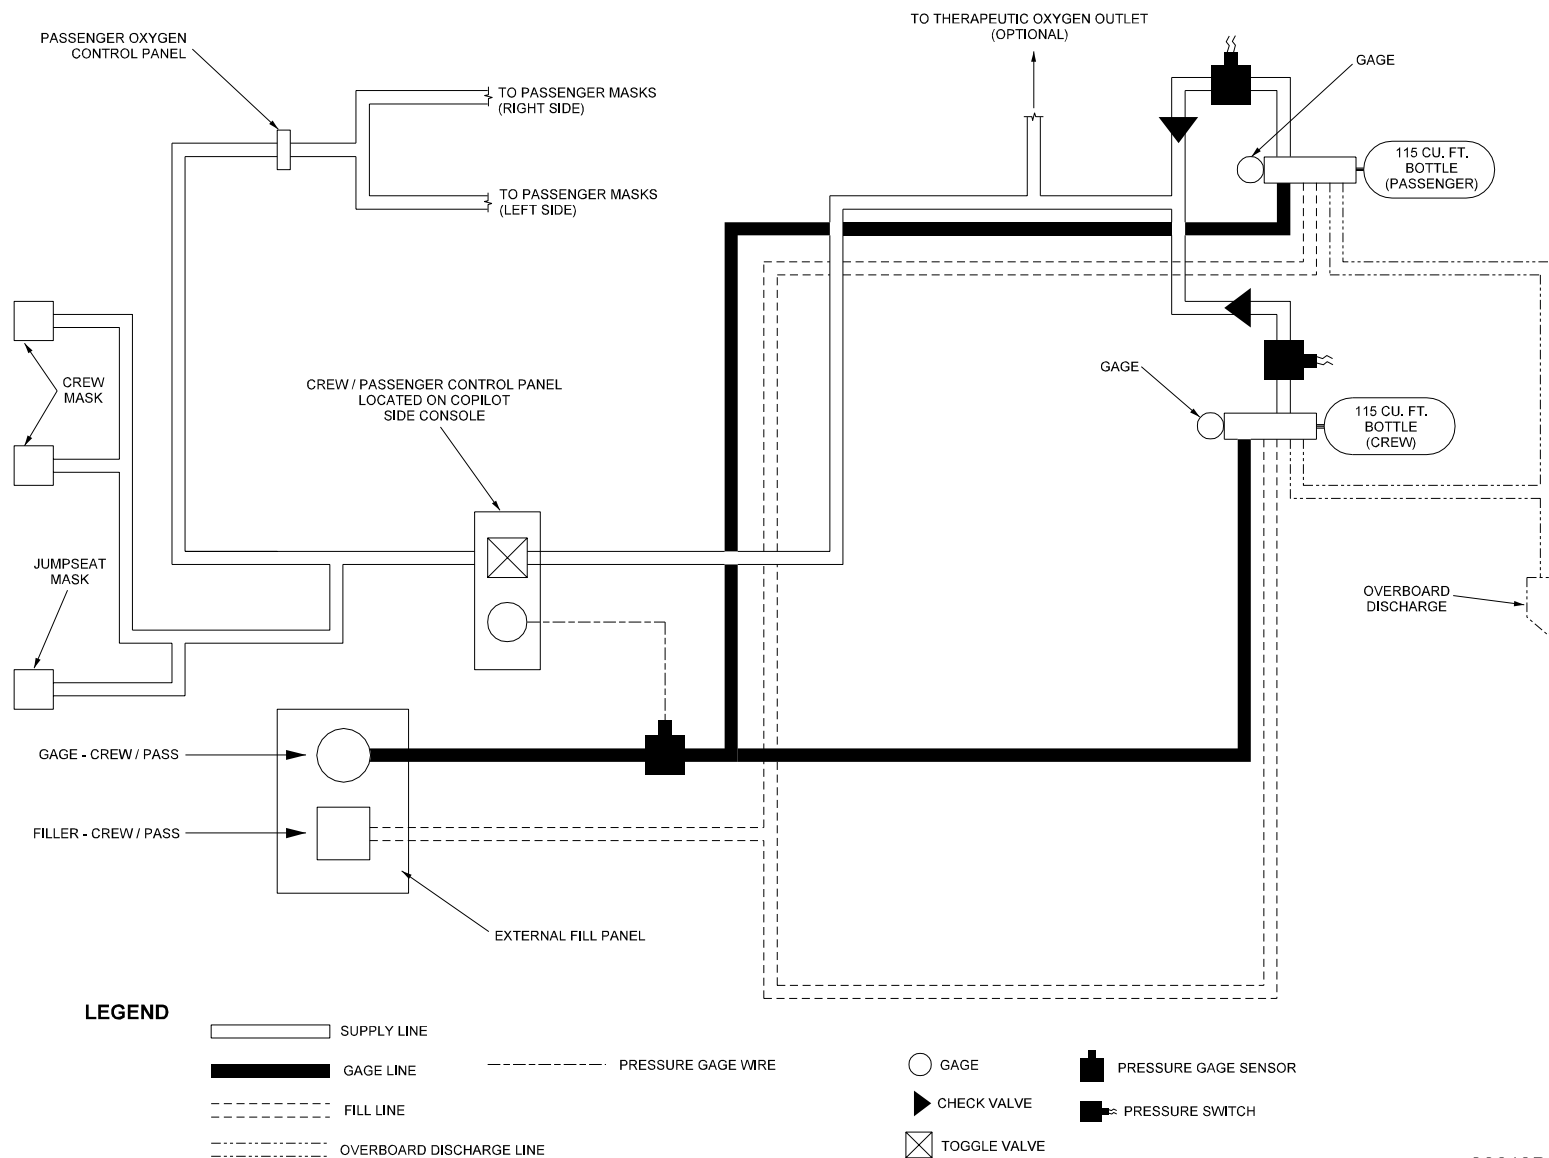 TO THERAPEUTIC OXYGEN OUTLET
(OPTIONAL)
PASSENGER OXYGEN
CONTROL PANEL
GAGE
TO PASSENGER MASKS
(RIGHT SIDE)
115 CU. FT.
BOTTLE
(PASSENGER)
TO PASSENGER MASKS
(LEFT SIDE)
CREW
MASK
CREW / PASSENGER CONTROL PANEL
LOCATED ON COPILOT
SIDE CONSOLE
GAGE
115 CU. FT.
BOTTLE
(CREW)
JUMPSEAT
MASK
OVERBOARD
DISCHARGE
GAGE - CREW / PASS
FILLER - CREW / PASS
EXTERNAL FILL PANEL
LEGEND
SUPPLY LINE
GAGE LINE
FILL LINE
OVERBOARD DISCHARGE LINE
PRESSURE GAGE WIRE
GAGE
CHECK VALVE
TOGGLE VALVE
PRESSURE GAGE SENSOR
PRESSURE SWITCH